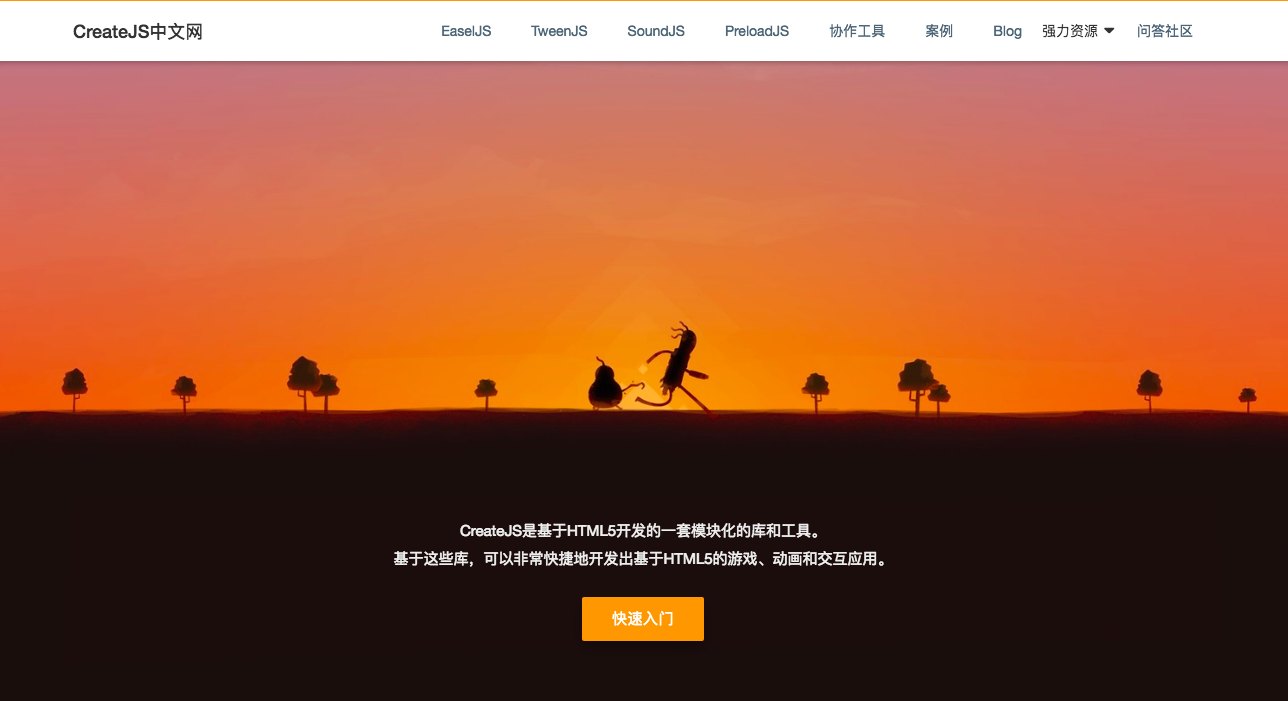 CreateJS中文网
EaselJS TweenJS SoundJS PreloadJS 协作工具 案例 Blog 强力资源 问答社区
CreateJS是基于HTML5开发的一套模块化的库和工具。
基于这些库，可以非常快捷地开发出基于HTML5的游戏、动画和交互应用。
快速入门